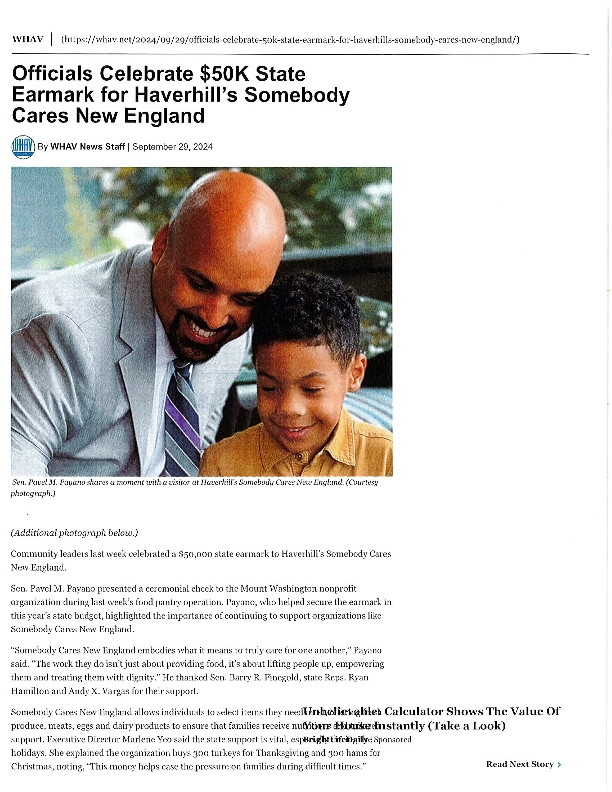 WHAV | (https://whav.net/2024/09/29/officials-celebrate-50k-state-earmark-for-haverhills-somebody-cares-new-england/)
Officials Celebrate $50K State
Earmark for Haverhill's Somebody
Cares New England
WHAV By WHAV News Staff | September 29, 2024
Sen. Pavel M. Payano shares a moment with a visitor at Haverhill's Somebody Cares New England. (Courtesy
photograph.)
(Additional photograph below.)
Community leaders last week celebrated a $50,000 state earmark to Haverhill's Somebody Cares
New England.
Sen. Pavel M. Payano presented a ceremonial check to the Mount Washington nonprofit
organization during last week's food pantry operation. Payano, who helped secure the earmark in
this year's state budget, highlighted the importance of continuing to support organizations like
Somebody Cares New England.
“Somebody Cares New England embodies what it means to truly care for one another,” Payano
said. “The work they do isn't just about providing food, it's about lifting people up, empowering
them and treating them with dignity.” He thanked Sen. Barry R. Finegold, state Reps. Ryan
Hamilton and Andy X. Vargas for their support.
Somebody Cares New England allows individuals to select items they need
produce, meats, eggs and dairy products to ensure that families receive
support. Executive Director Marlene Yeo said the state support is vital,
holidays. She explained the organization buys 300 turkeys for Thanksgiving and 300 hams for
Christmas, noting, “This money helps ease the pressure on families during difficult times.”
Calculator Shows The Value Of
Your House Instantly (Take a Look)
Sponsored
Read Next Story >